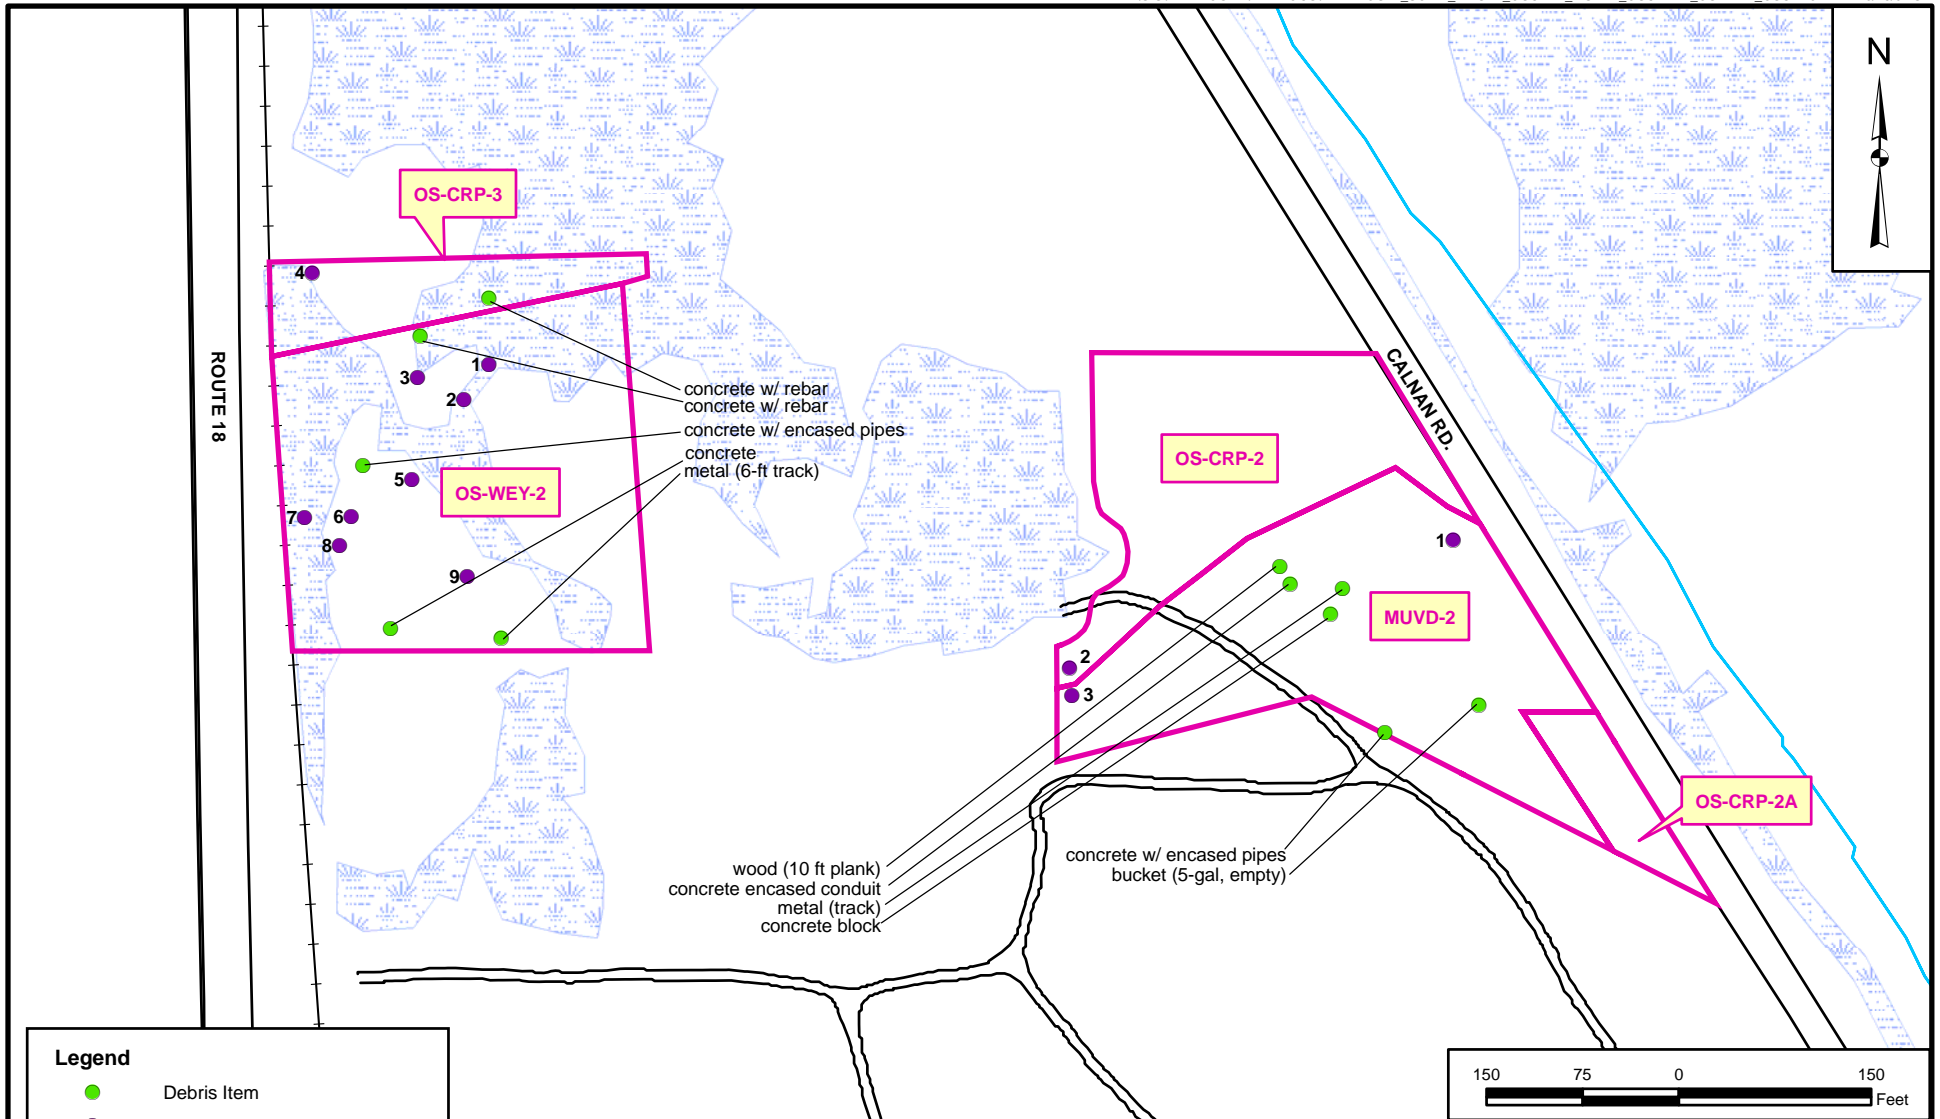 N
OS-CRP-3
4
ROUTE 18
1
3
2
concrete w/ rebar
concrete w/ rebar
concrete w/ encased pipes
concrete
metal (6-ft track)
5
OS-WEY-2
7
6
8
9
CALNAN RD.
OS-CRP-2
1
MUVD-2
2
3
OS-CRP-2A
wood (10 ft plank)
concrete encased conduit
metal (track)
concrete block
concrete w/ encased pipes
bucket (5-gal, empty)
Legend
Debris Item
150 75 0 150
Feet